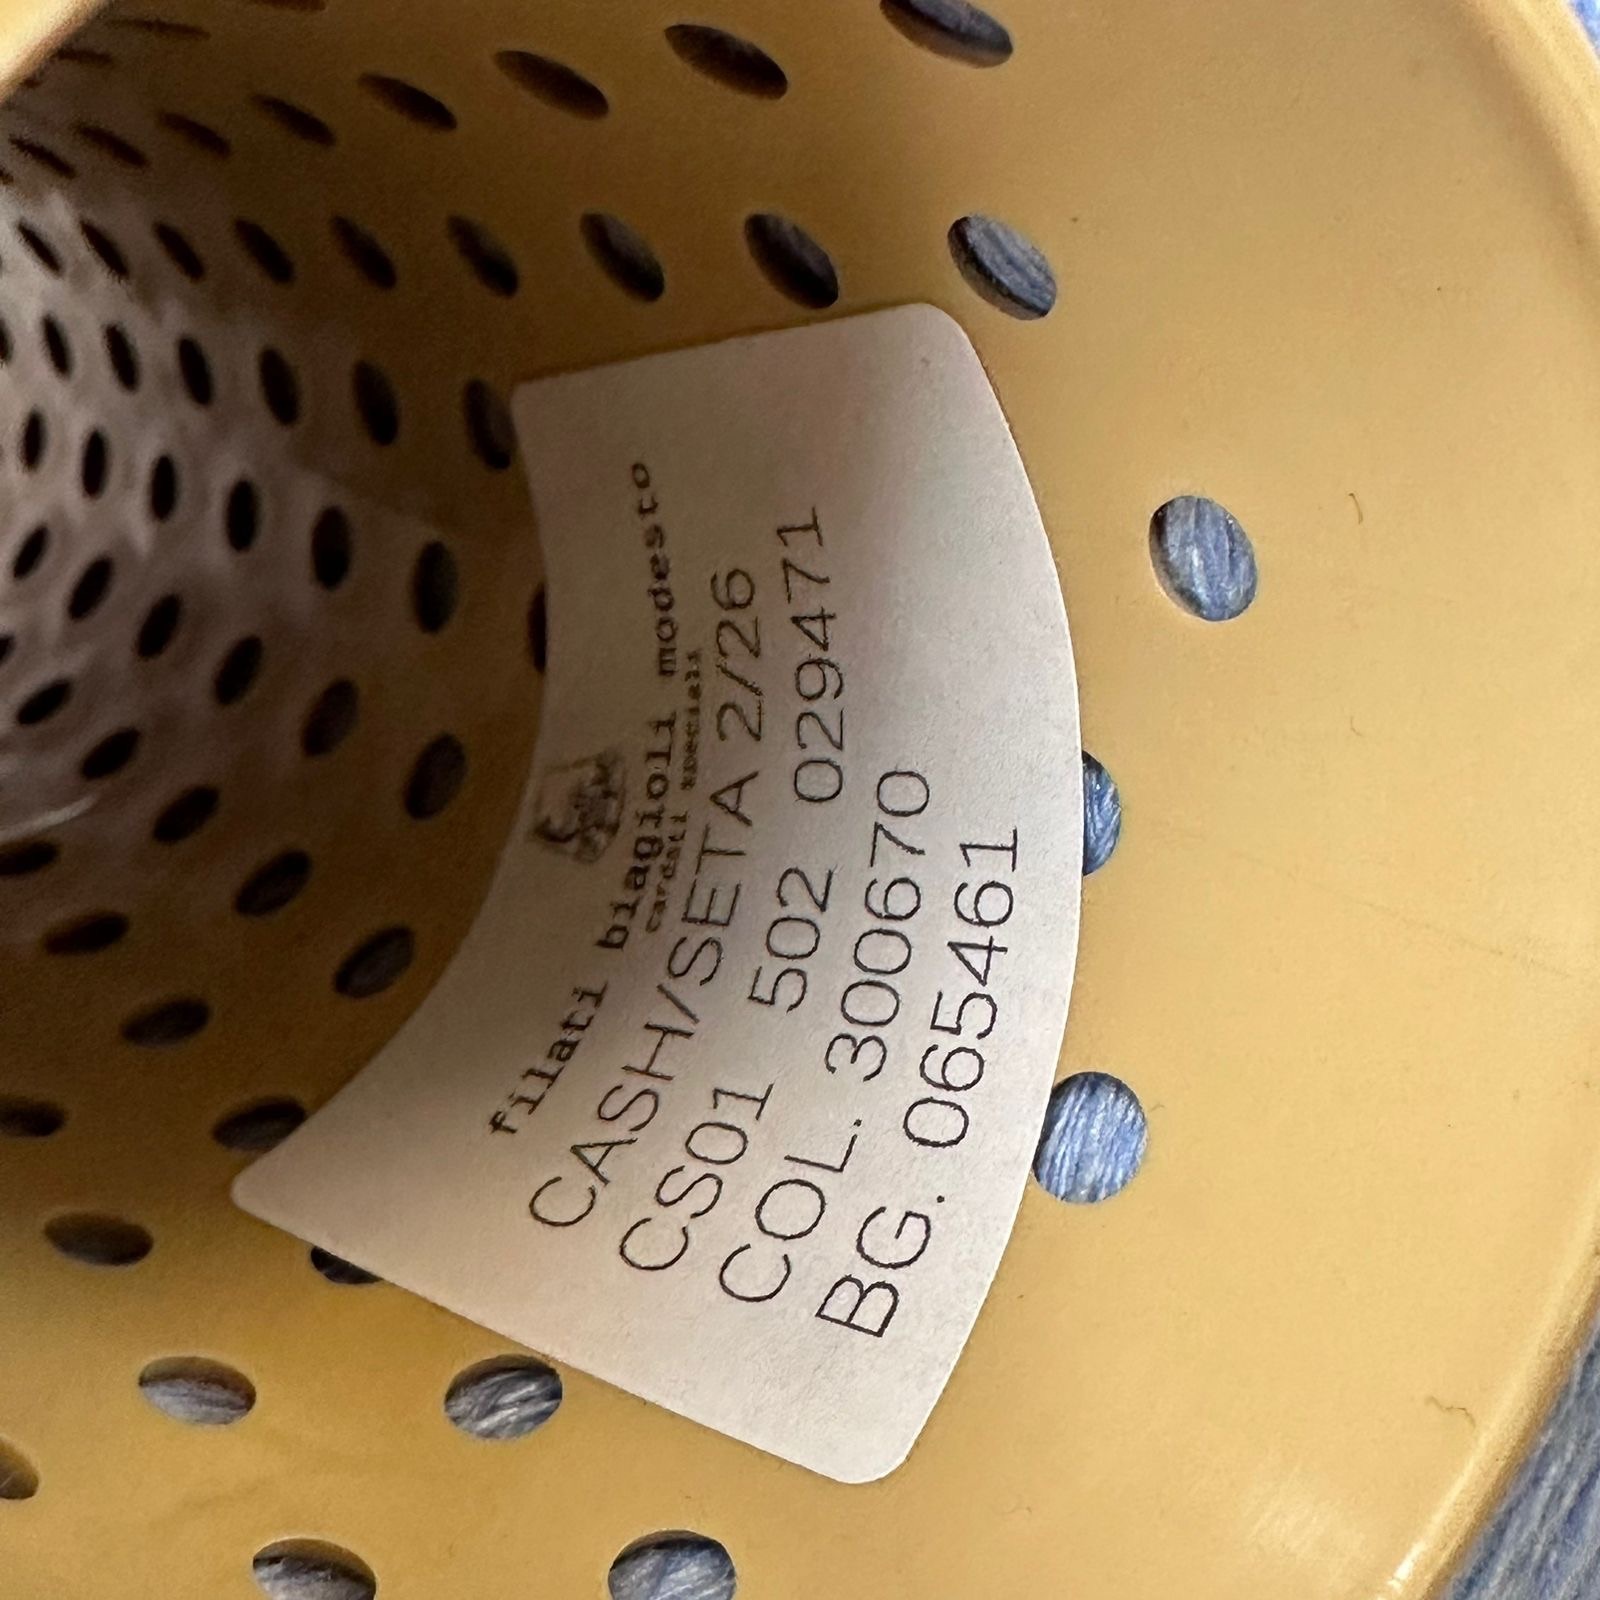 filati biagioli modesto
cardati speciali
CASH/SETA 2/26
CS01 502 029471
COL. 300670
BG. 065461